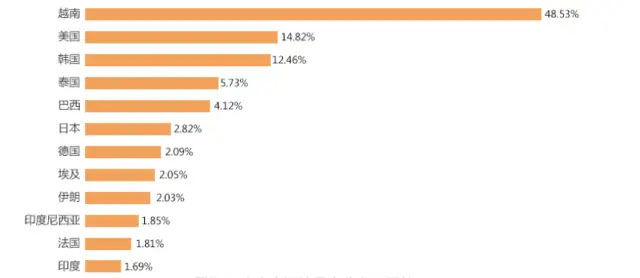 越南 48.53%
美国 14.82%
韩国 12.46%
泰国 5.73%
巴西 4.12%
日本 2.82%
德国 2.09%
埃及 2.05%
伊朗 2.03%
印度尼西亚 1.85%
法国 1.81%
印度 1.69%